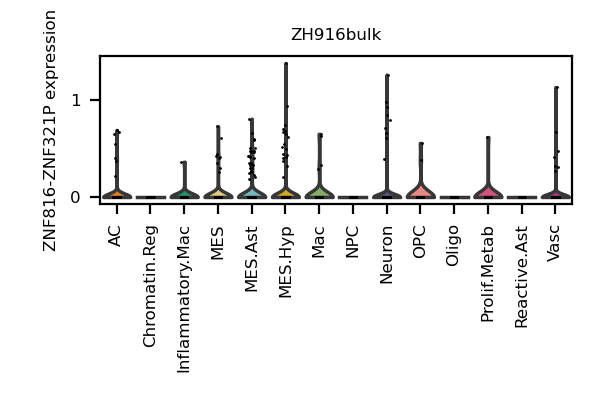 ZH916bulk
ZNF816-ZNF321P expression
1
0
AC
Chromatin.Reg
Inflammatory.Mac
MES
MES.Ast
MES.Hyp
Mac
NPC
Neuron
OPC
Oligo
Prolif.Metab
Reactive.Ast
Vasc